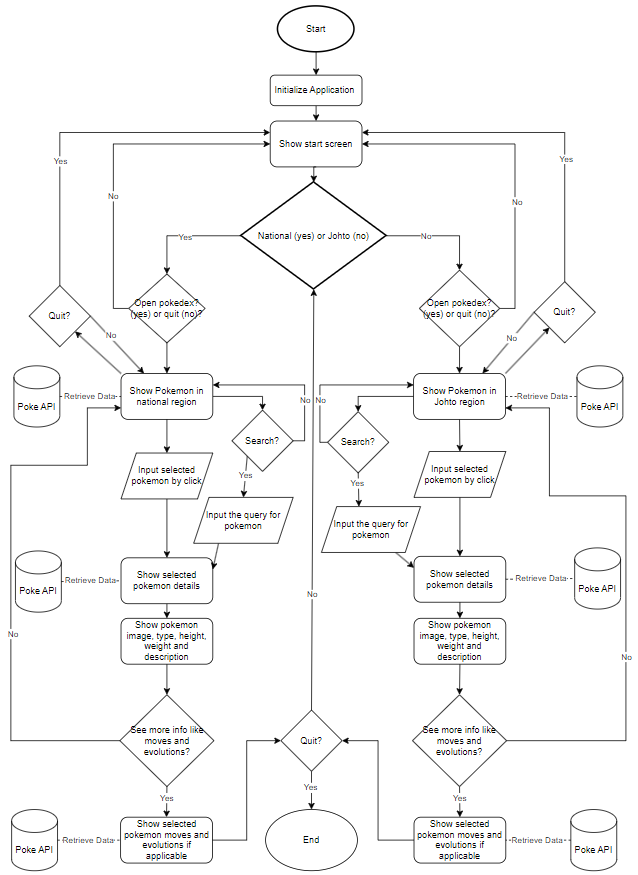 Start
Initialize Application
Show start screen
Yes
No
No
Yes
National (yes) or Johto (no)
Yes
No
Open pokedex?
(yes) or quit (no)?
Open pokedex?
(yes) or quit (no)?
Quit?
No
No
Quit?
Poke API
Retrieve Data
Show Pokemon in
national region
No
No
Show Pokemon in
Johto region
Retrieve Data
Poke API
Search?
Search?
Input selected
pokemon by click
Yes
Yes
Input selected
pokemon by click
Input the query for
pokemon
Input the query for
pokemon
Poke API
Retrieve Data
Show selected
pokemon details
Show selected
pokemon details
Retrieve Data
Poke API
No
Show pokemon
image, type, height,
weight and
description
Show pokemon
image, type, height,
weight and
description
No
No
See more info like
moves and
evolutions?
Quit?
See more info like
moves and
evolutions?
Yes
Yes
Yes
Poke API
Retrieve Data
Show selected
pokemon moves and
evolutions if
applicable
End
Show selected
pokemon moves and
evolutions if
applicable
Retrieve Data
Poke API